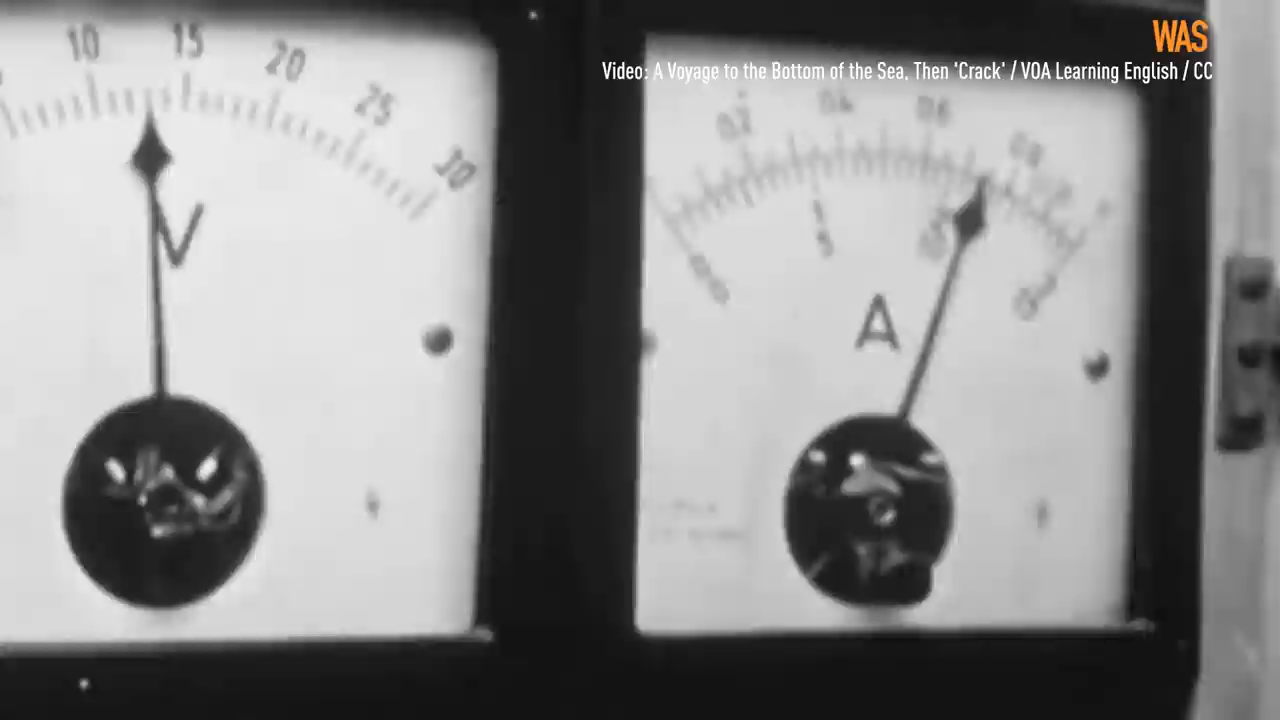 WAS
Video: A Voyage to the Bottom of the Sea, Then 'Crack' / VOA Learning English / CC
10 15 20 25 30
V
0.2 0.4 0.6 0.8
A